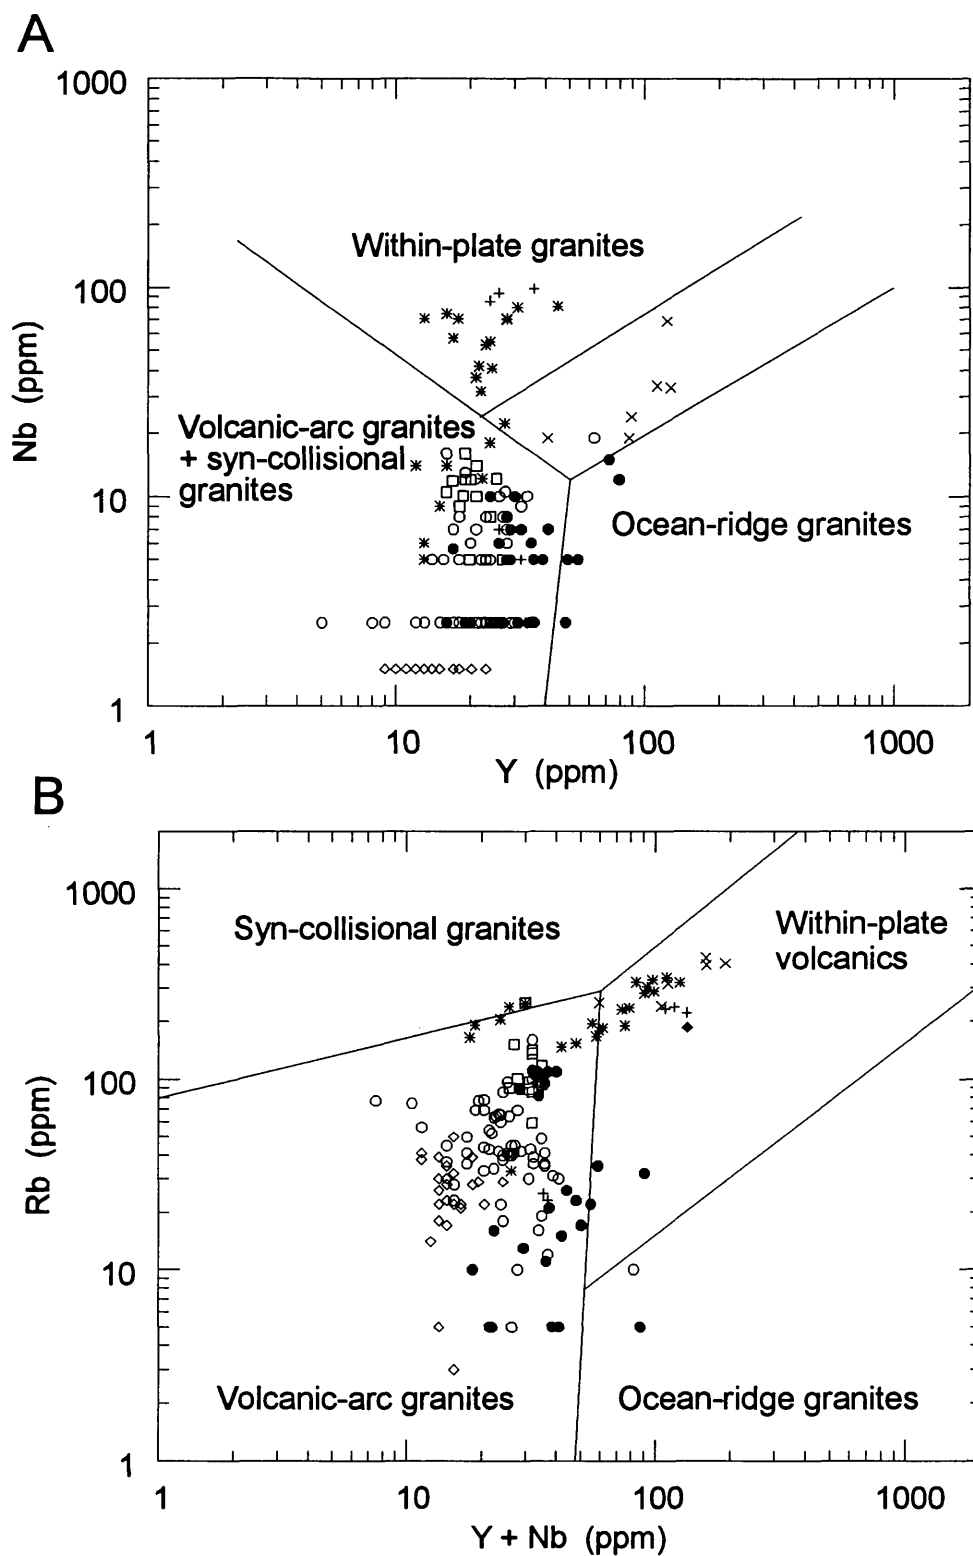 A
1000
Within-plate granites
100
Nb (ppm)
Volcanic-arc granites
+ syn-collisional
granites
10
Ocean-ridge granites
1
1
10
100
1000
Y (ppm)
B
1000
Syn-collisional granites
Within-plate
volcanics
100
Rb (ppm)
10
Volcanic-arc granites
Ocean-ridge granites
1
1
10
100
1000
Y + Nb (ppm)